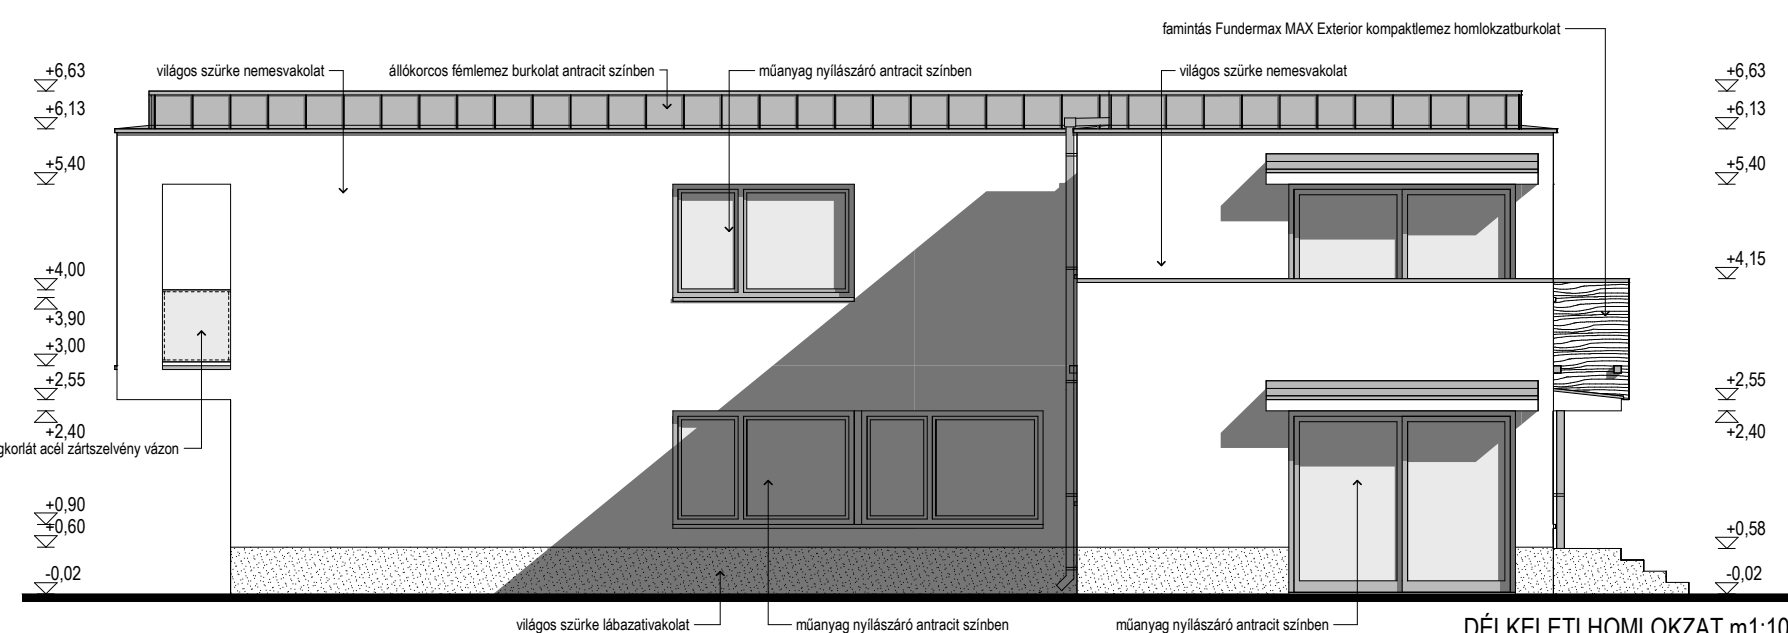 famintás Fundermax MAX Exterior kompaktlemez homlokzatburkolat
világos szürke nemesvakolat
állókorcos fémlemez burkolat antracit színben
műanyag nyílászáró antracit színben
világos szürke nemesvakolat
+6,63
+6,13
+5,40
+4,00
+3,90
+3,00
+2,55
+2,40
+0,90
+0,60
-0,02
+6,63
+6,13
+5,40
+4,15
+2,55
+2,40
+0,58
-0,02
gkorlát acél zártszelvény vázon
világos szürke lábazativakolat
műanyag nyílászáró antracit színben
műanyag nyílászáró antracit színben
DÉLKELETI HOMLOKZAT m1:10